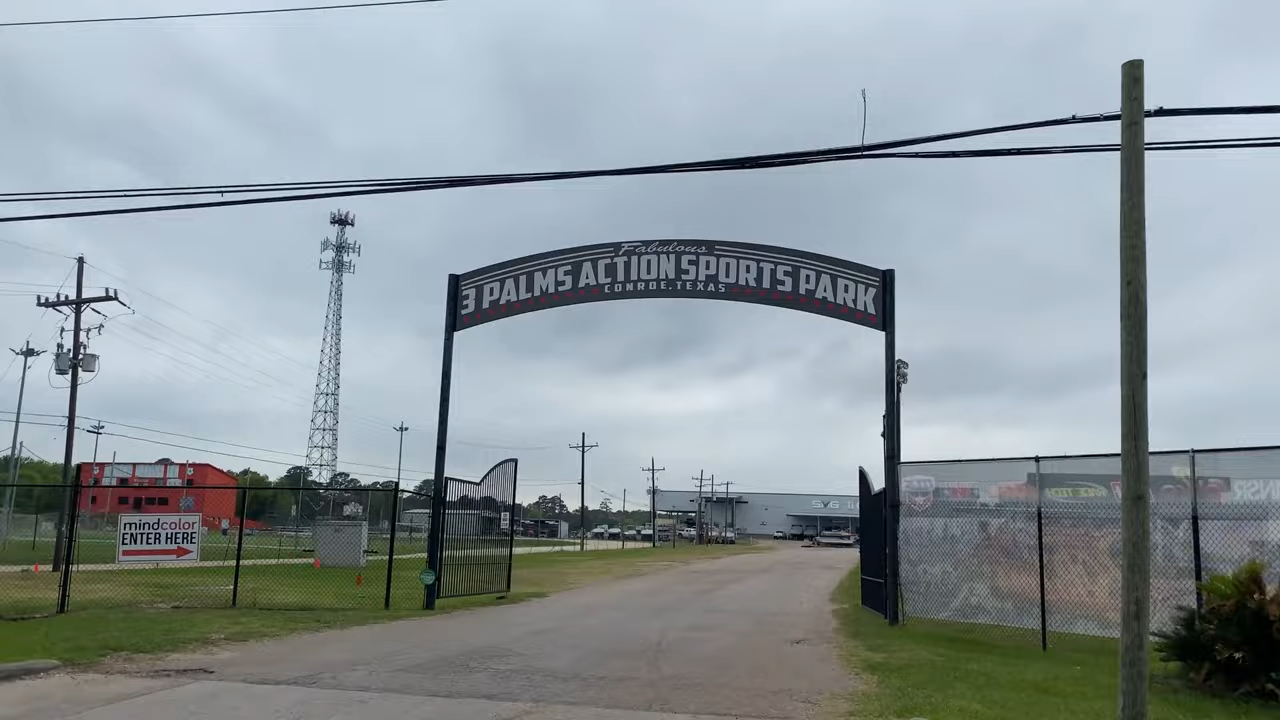 Fabulous
3 PALMS ACTION SPORTS PARK
CONROE, TEXAS
mindcolor
ENTER HERE